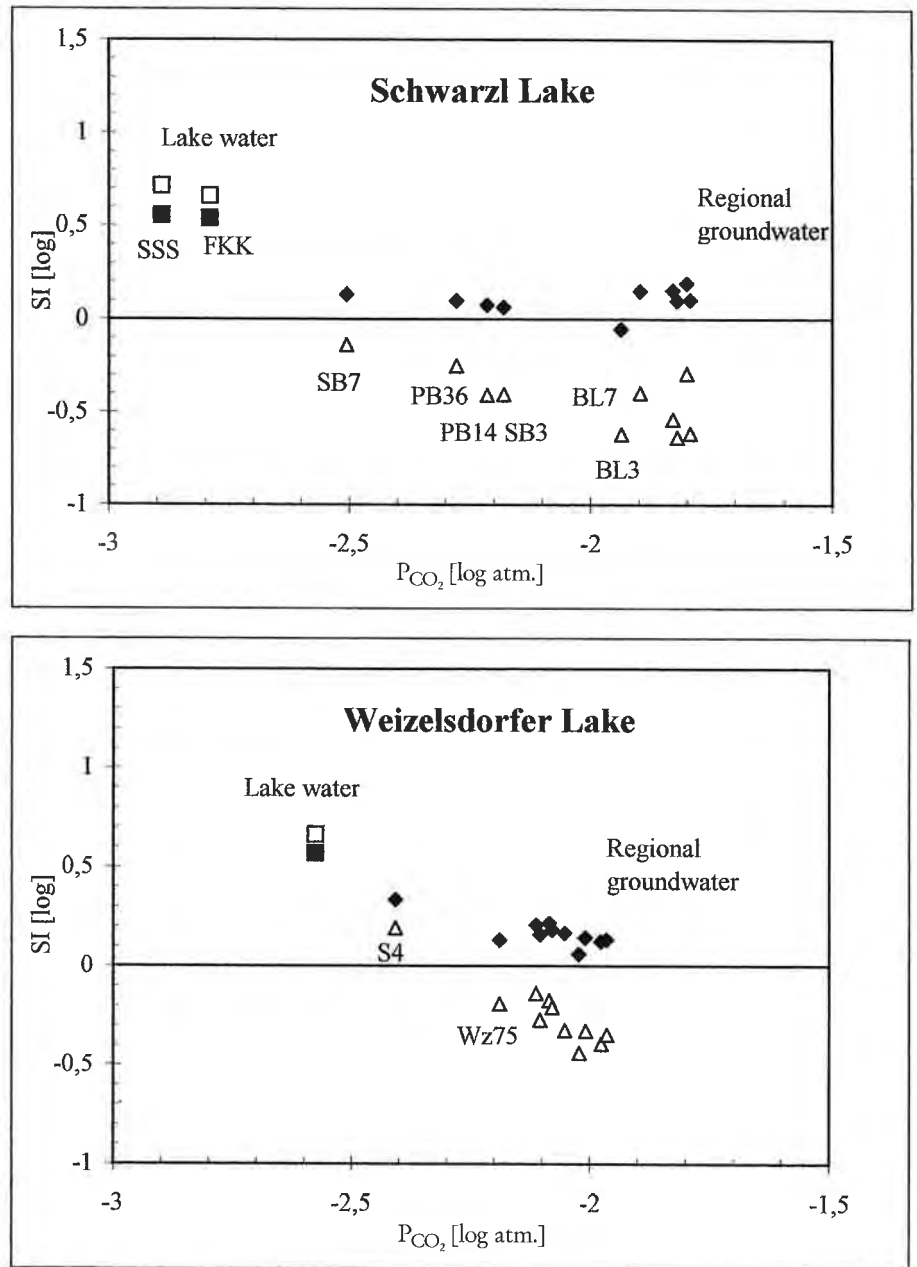 1,5
Schwarzl Lake
1
Lake water
Regional
groundwater
0,5
SSS FKK
SI [log]
0
SB7
PB36 BL7
-0,5
PB14 SB3
BL3
-1
-3 -2,5 -2 -1,5
P_CO₂ [log atm.]
1,5
Weizelsdorfer Lake
1
Lake water
Regional
groundwater
0,5
SI [log]
S4
0
Wz75
-0,5
-1
-3 -2,5 -2 -1,5
P_CO₂ [log atm.]